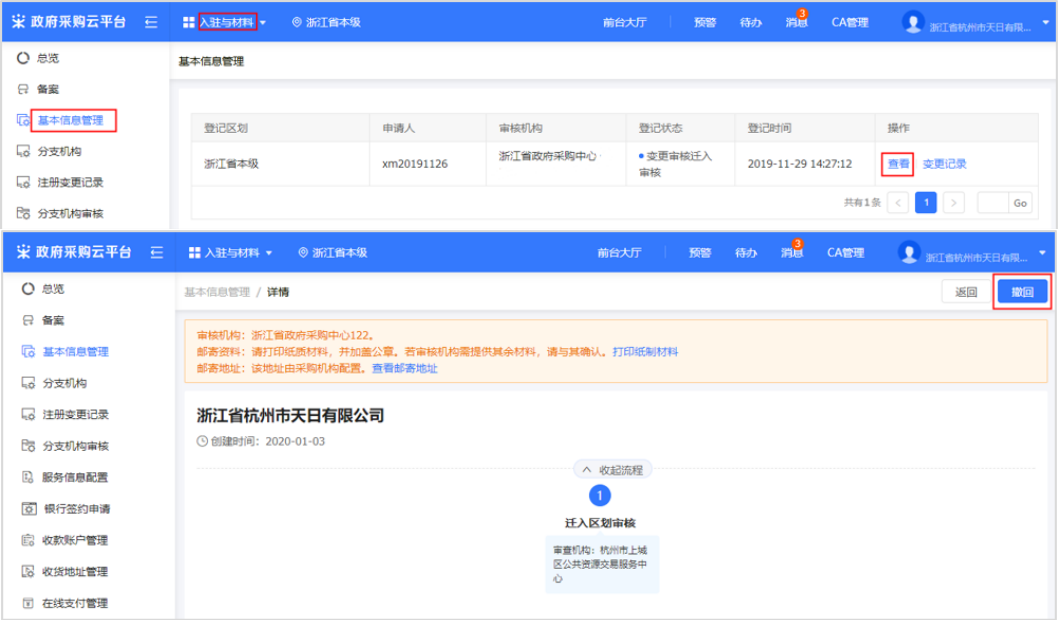 政府采购云平台 入驻与材料 浙江省本级 前台大厅 预警 待办 消息 3 CA管理 浙江省杭州市天日有限...
总览
基本信息管理
备案
基本信息管理
登记区划 申请人 审核机构 登记状态 登记时间 操作
分支机构
浙江省本级 xm20191126 浙江省政府采购中心 变更审核迁入 2019-11-29 14:27:12 查看 变更记录
审核
注册变更记录
共有1条 < 1 > Go
分支机构审核
政府采购云平台 入驻与材料 浙江省本级 前台大厅 预警 待办 消息 3 CA管理 浙江省杭州市天日有限...
总览
基本信息管理 / 详情 返回 撤回
备案
审核机构：浙江省政府采购中心122。
基本信息管理
邮寄资料：请打印纸质材料，并加盖公章。若审核机构需提供其余材料，请与其确认。打印纸制材料
邮寄地址：该地址由采购机构配置。查看邮寄地址
分支机构
注册变更记录
浙江省杭州市天日有限公司
分支机构审核
创建时间：2020-01-03
服务信息配置
收起流程
1
银行签约申请
迁入区划审核
收款账户管理
审查机构：杭州市上城
区公共资源交易服务中
心
收货地址管理
在线支付管理